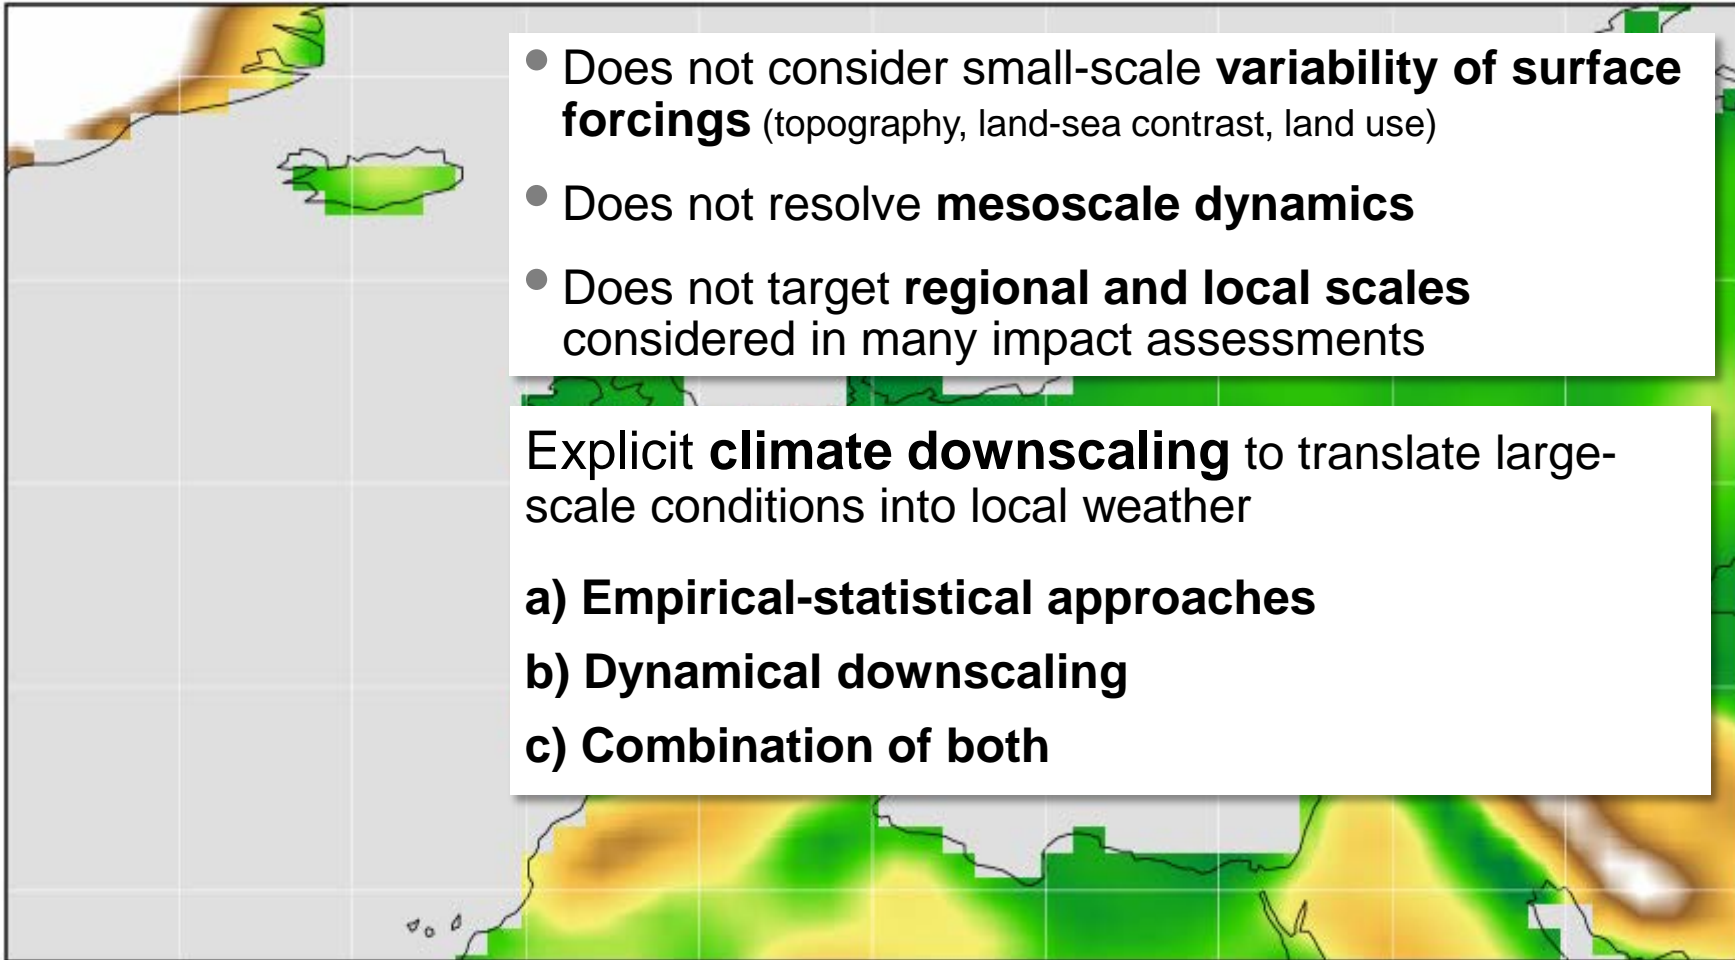 • Does not consider small-scale variability of surface
forcings (topography, land-sea contrast, land use)
• Does not resolve mesoscale dynamics
• Does not target regional and local scales
considered in many impact assessments
Explicit climate downscaling to translate large-
scale conditions into local weather
a) Empirical-statistical approaches
b) Dynamical downscaling
c) Combination of both